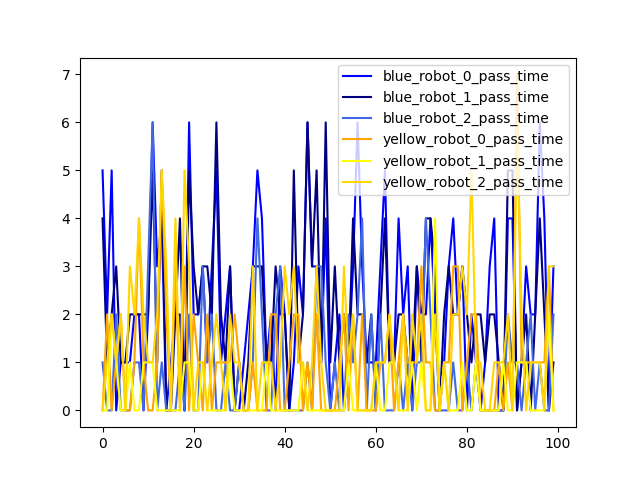 7
6
5
4
3
2
1
0
0
20
40
60
80
100
blue_robot_0_pass_time
blue_robot_1_pass_time
blue_robot_2_pass_time
yellow_robot_0_pass_time
yellow_robot_1_pass_time
yellow_robot_2_pass_time